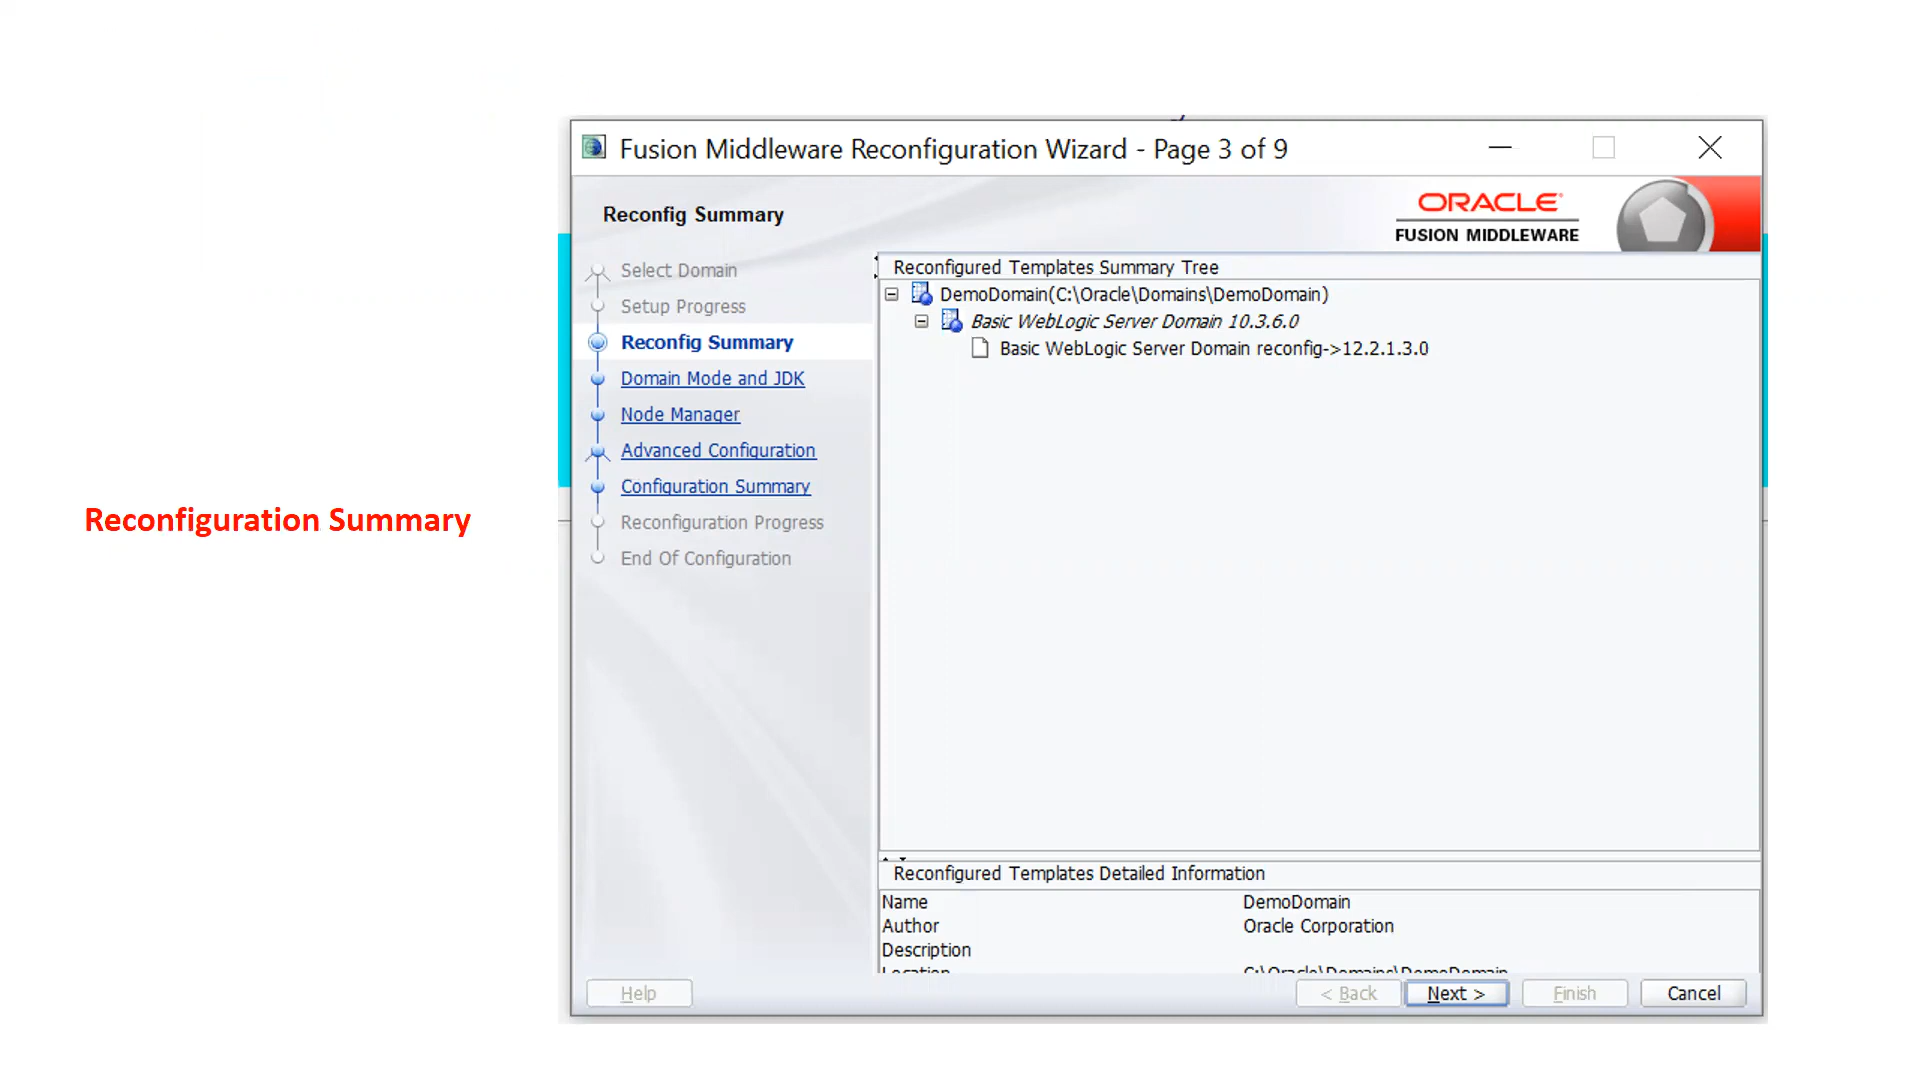 Fusion Middleware Reconfiguration Wizard - Page 3 of 9
Reconfig Summary
ORACLE
FUSION MIDDLEWARE
Select Domain
Setup Progress
Reconfig Summary
Domain Mode and JDK
Node Manager
Advanced Configuration
Configuration Summary
Reconfiguration Progress
End Of Configuration
Reconfiguration Summary
Reconfigured Templates Summary Tree
DemoDomain(C:\Oracle\Domains\DemoDomain)
Basic WebLogic Server Domain 10.3.6.0
Basic WebLogic Server Domain reconfig->12.2.1.3.0
Reconfigured Templates Detailed Information
Name DemoDomain
Author Oracle Corporation
Description
Location C:\Oracle\Domains\DemoDomain
Help
< Back
Next >
Finish
Cancel